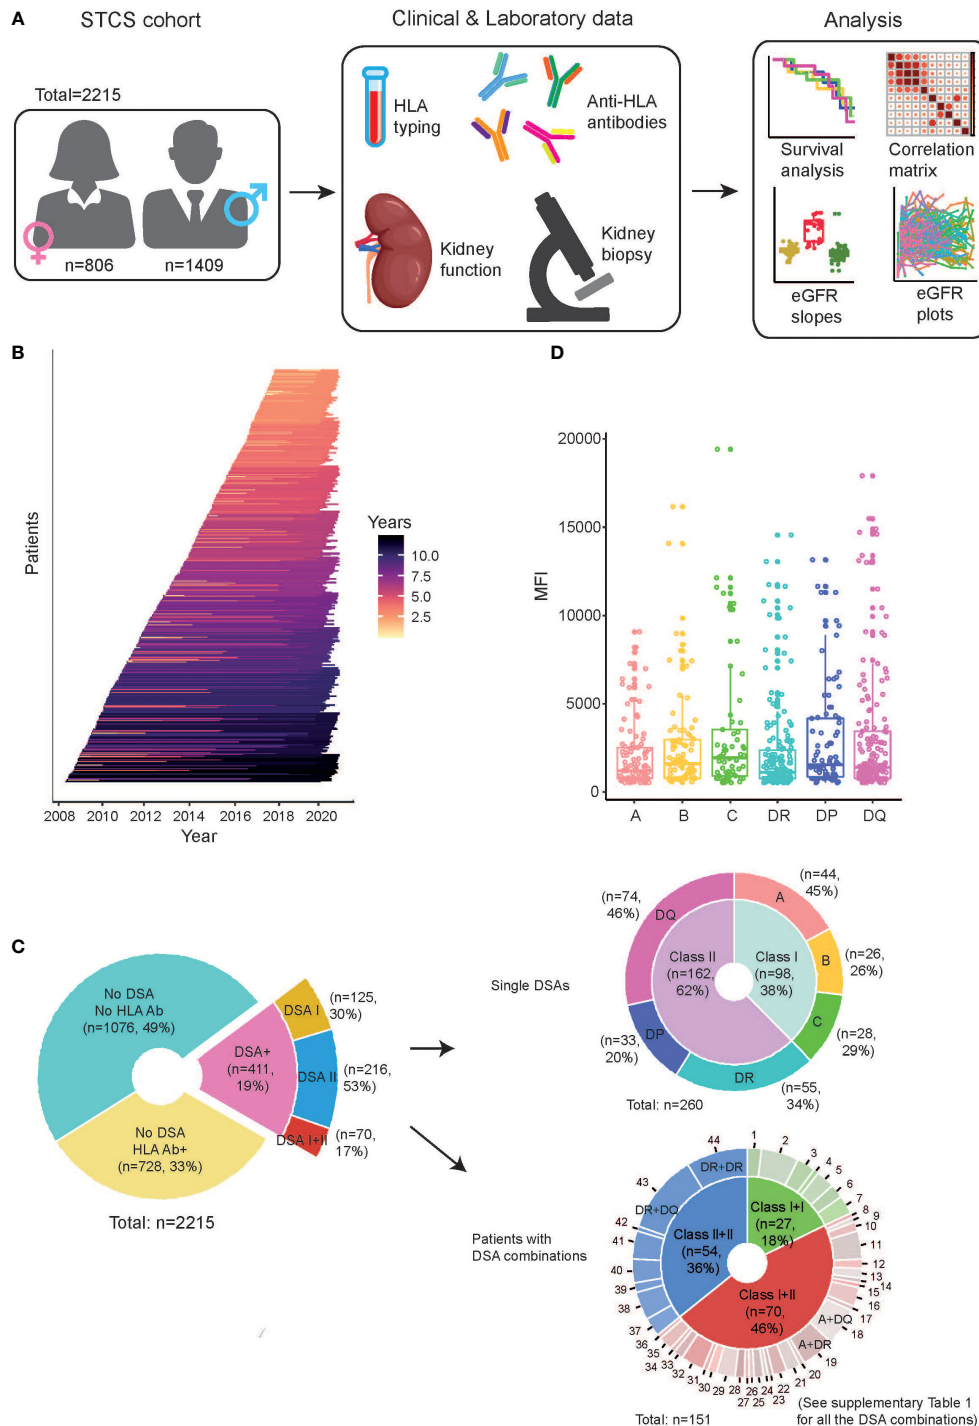 A
STCS cohort
Clinical & Laboratory data
Analysis
Total=2215
n=806
n=1409
HLA
typing
Anti-HLA
antibodies
Kidney
function
Kidney
biopsy
Survival
analysis
Correlation
matrix
eGFR
slopes
eGFR
plots
B
Patients
Years
10.0
7.5
5.0
2.5
2008
2010
2012
2014
2016
2018
2020
Year
D
MFI
20000
15000
10000
5000
0
A
B
C
DR
DP
DQ
C
No DSA
No HLA Ab
(n=1076, 49%)
DSA+
(n=411,
19%)
No DSA
HLA Ab+
(n=728, 33%)
DSA I
(n=125,
30%)
DSA II
(n=216,
53%)
DSA I+II
(n=70,
17%)
Total: n=2215
Single DSAs
Class II
(n=162,
62%)
Class I
(n=98,
38%)
A
(n=44,
45%)
B
(n=26,
26%)
C
(n=28,
29%)
DR
(n=55,
34%)
DP
(n=33,
20%)
DQ
(n=74,
46%)
Total: n=260
Patients with
DSA combinations
Class I+I
(n=27,
18%)
Class I+II
(n=70,
46%)
Class II+II
(n=54,
36%)
DR+DR
DR+DQ
A+DQ
A+DR
1
2
3
4
5
6
7
8
9
10
11
12
13
14
15
16
17
18
19
20
21
22
23
24
25
26
27
28
29
30
31
32
33
34
35
36
37
38
39
40
41
42
43
44
Total: n=151
(See supplementary Table 1
for all the DSA combinations)